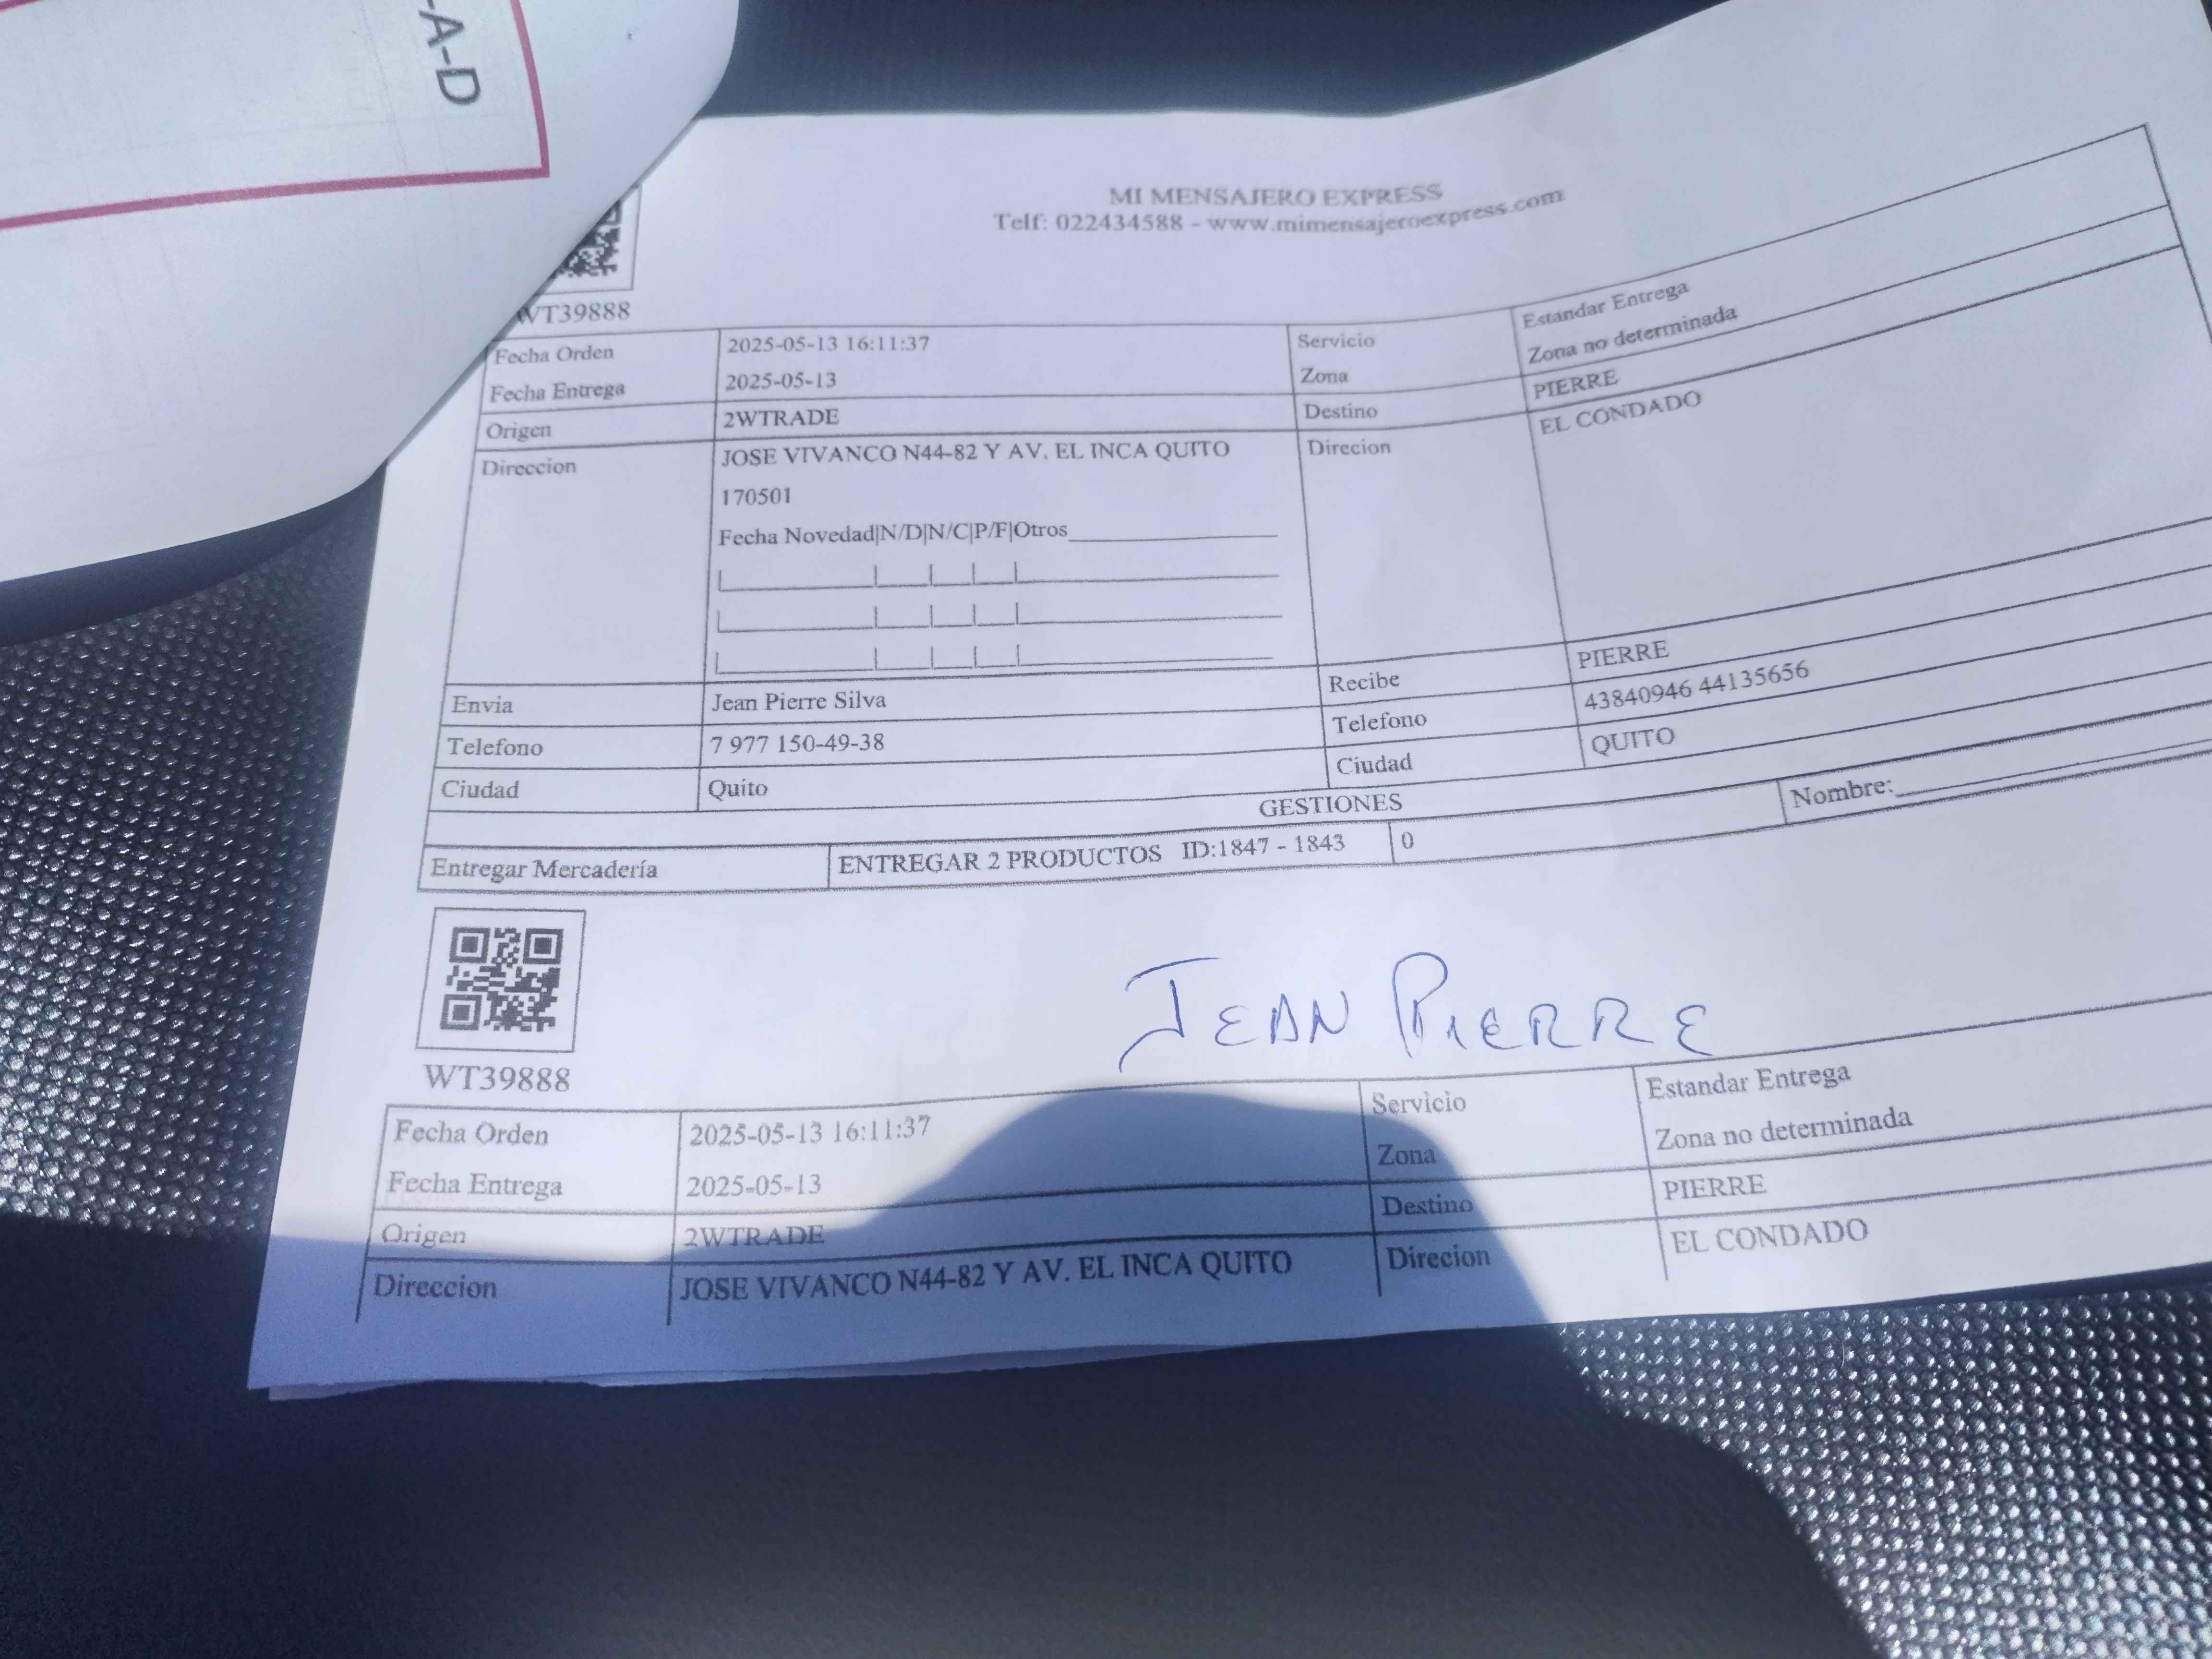 -A-D
MI MENSAJERO EXPRESS
Telf: 022434588 - www.mimensajeroexpress.com
WT39888
Fecha Orden 2025-05-13 16:11:37 Servicio Estandar Entrega
Fecha Entrega 2025-05-13 Zona Zona no determinada
Origen 2WTRADE Destino PIERRE
Direccion JOSE VIVANCO N44-82 Y AV. EL INCA QUITO Direcion EL CONDADO
170501
Fecha Novedad|N/D|N/C|P/F|Otros
Envia Jean Pierre Silva Recibe PIERRE
Telefono 7 977 150-49-38 Telefono 43840946 44135656
Ciudad Quito Ciudad QUITO
GESTIONES
Entregar Mercadería ENTREGAR 2 PRODUCTOS ID:1847 - 1843 0 Nombre:
JEAN PIERRE
WT39888
Fecha Orden 2025-05-13 16:11:37 Servicio Estandar Entrega
Fecha Entrega 2025-05-13 Zona Zona no determinada
Origen 2WTRADE Destino PIERRE
Direccion JOSE VIVANCO N44-82 Y AV. EL INCA QUITO Direcion EL CONDADO